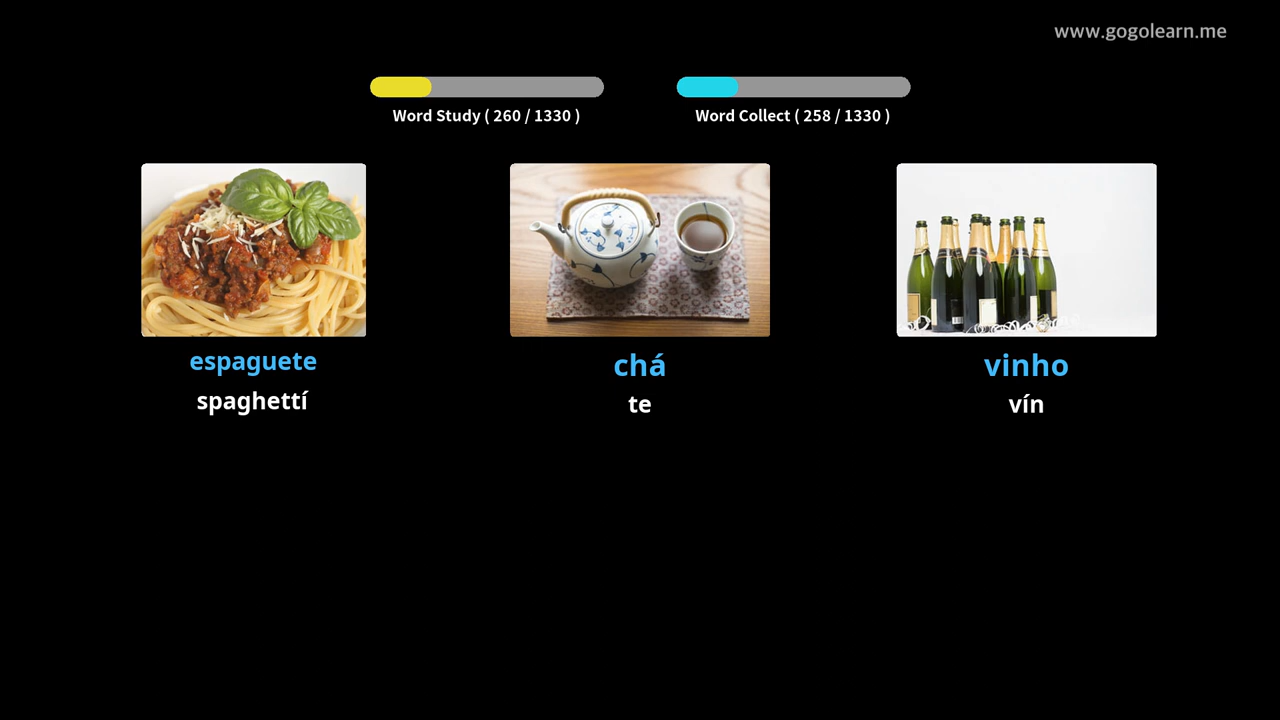 www.gogolearn.me
Word Study ( 260 / 1330 )
Word Collect ( 258 / 1330 )
espaguete
chá
vinho
spaghettí
te
vín